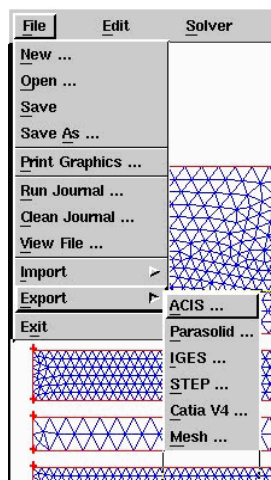 File Edit Solver
New ...
Open ...
Save
Save As ...
Print Graphics ...
Run Journal ...
Clean Journal ...
View File ...
Import
Export
Exit
ACIS ...
Parasolid ...
IGES ...
STEP ...
Catia V4 ...
Mesh ...